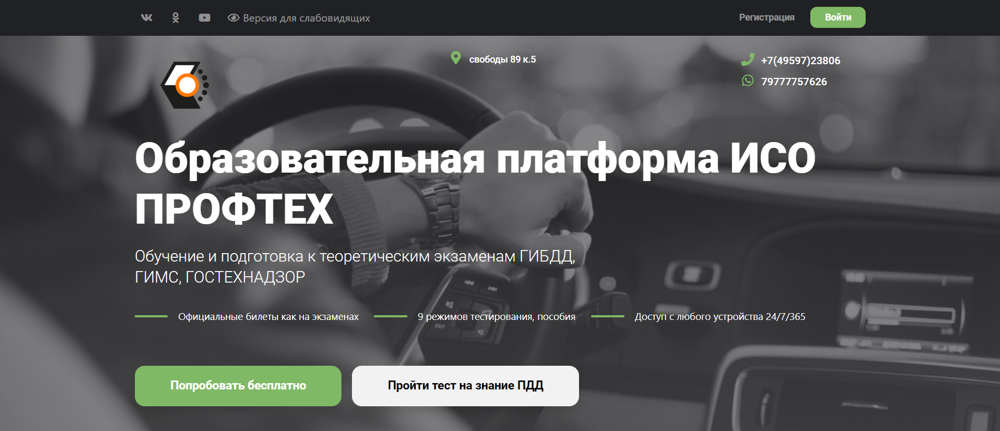 Версия для слабовидящих
Регистрация
Войти
свободы 89 к.5
+7(49597)23806
79777757626
Образовательная платформа ИСО
ПРОФТЕХ
Обучение и подготовка к теоретическим экзаменам ГИБДД,
ГИМС, ГОСТЕХНАДЗОР
Официальные билеты как на экзаменах
9 режимов тестирования, пособия
Доступ с любого устройства 24/7/365
EXIT
Попробовать бесплатно
Пройти тест на знание ПДД